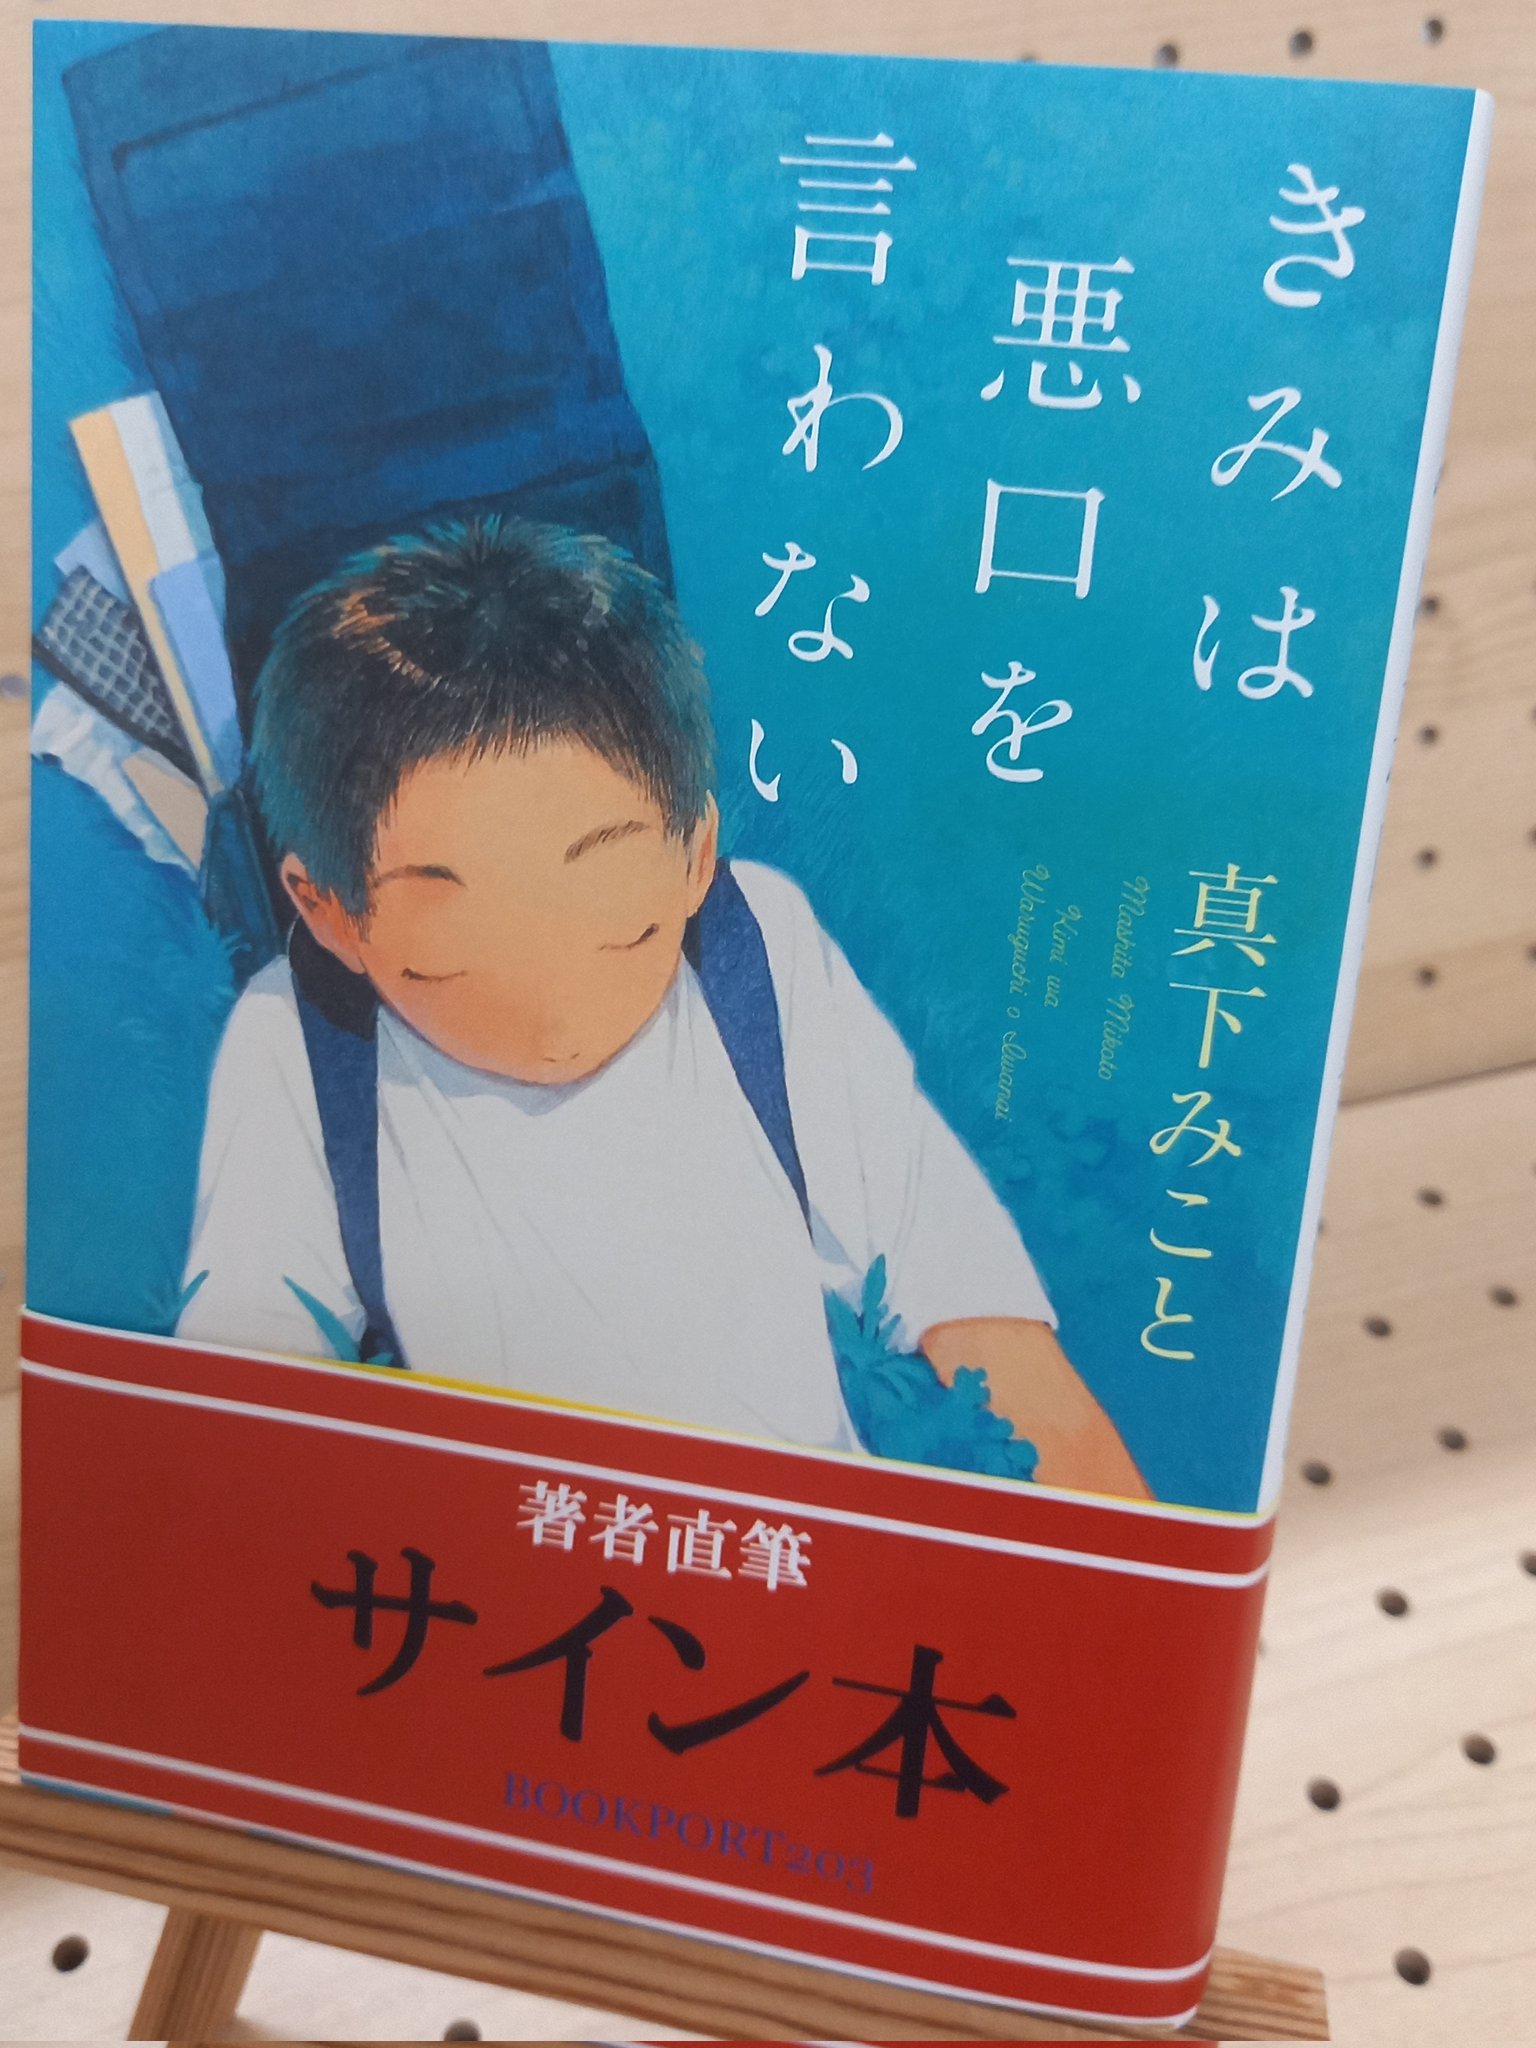 きみは
悪口を
言わない
真下みこと
Mashita Mikoto
Kimi wa
Waruguchi o Iwanai
著者直筆
サイン本
BOOKPORT203